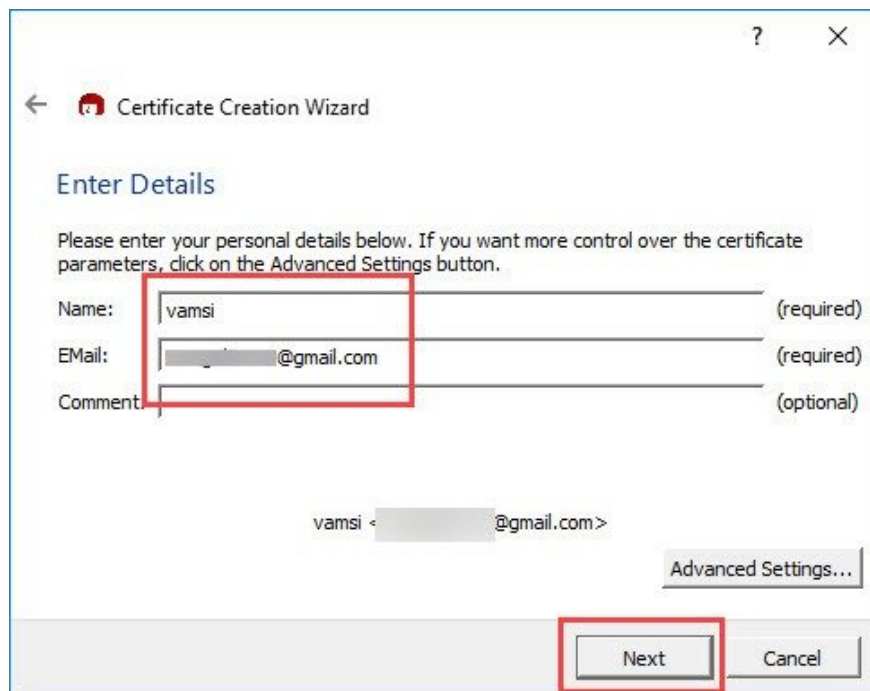 ?
Certificate Creation Wizard
Enter Details
Please enter your personal details below. If you want more control over the certificate
parameters, click on the Advanced Settings button.
Name: vamsi (required)
EMail: @gmail.com (required)
Comment: (optional)
vamsi < @gmail.com>
Advanced Settings...
Next Cancel